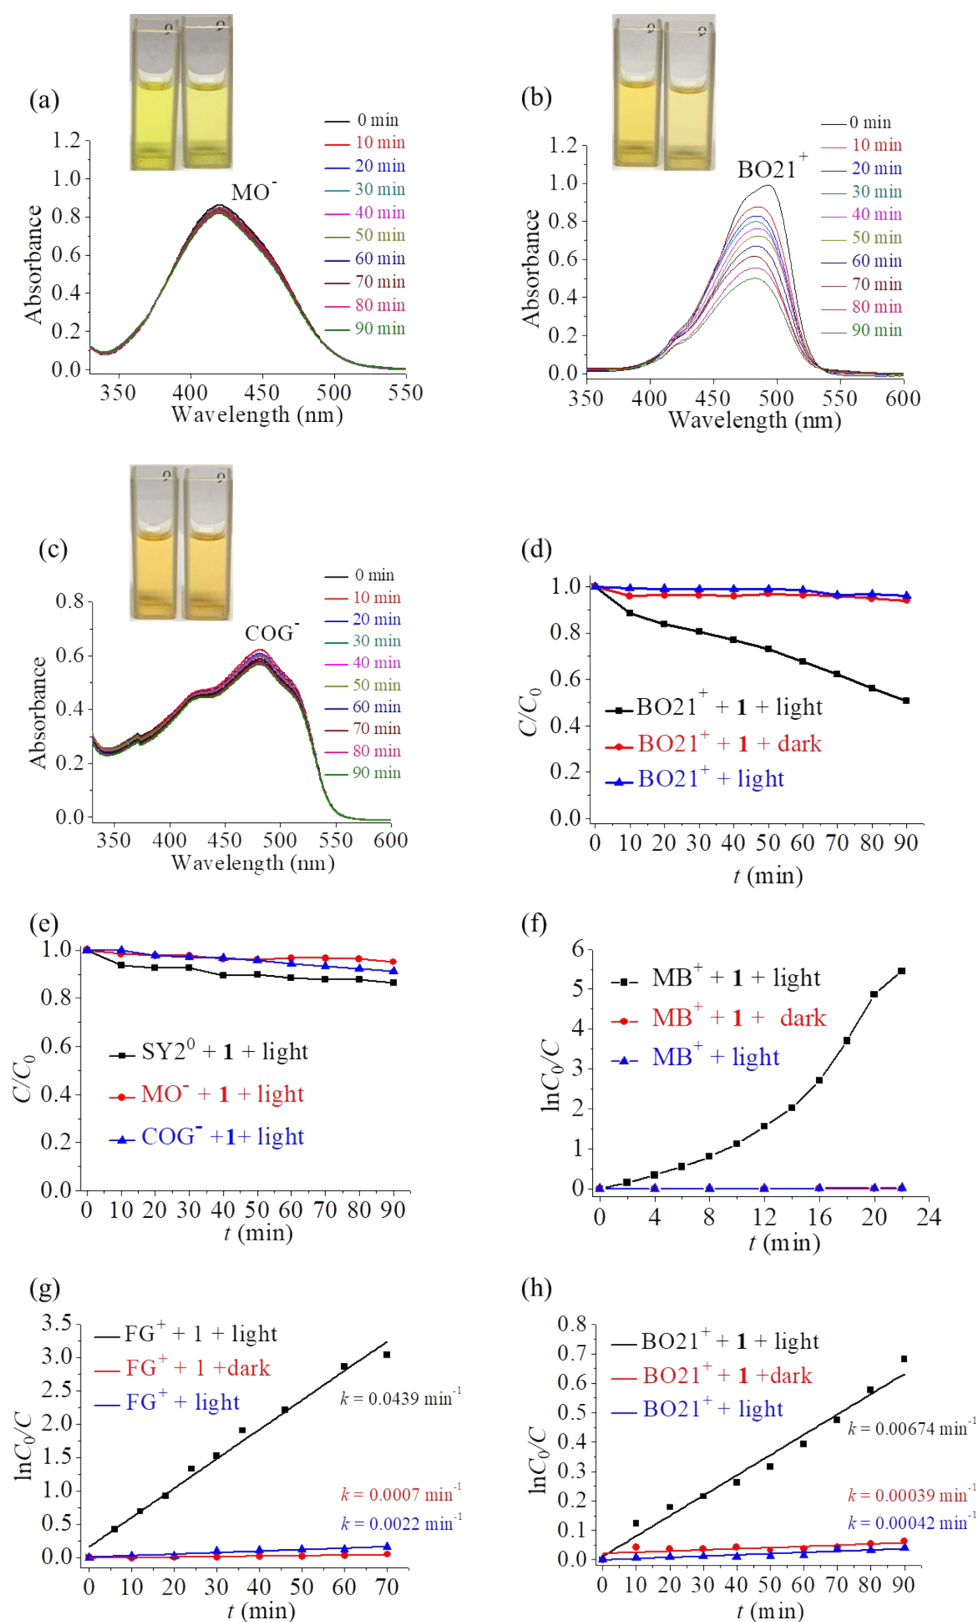 (a)
0 min
10 min
20 min
30 min
40 min
50 min
60 min
70 min
80 min
90 min
MO⁻
Absorbance
1.2
1.0
0.8
0.6
0.4
0.2
0.0
350 400 450 500 550
Wavelength (nm)
(b)
0 min
10 min
20 min
30 min
40 min
50 min
60 min
70 min
80 min
90 min
BO21⁺
Absorbance
1.2
1.0
0.8
0.6
0.4
0.2
0.0
350 400 450 500 550 600
Wavelength (nm)
(c)
0 min
10 min
20 min
30 min
40 min
50 min
60 min
70 min
80 min
90 min
COG⁻
Absorbance
0.8
0.6
0.4
0.2
0.0
350 400 450 500 550 600
Wavelength (nm)
(d)
C/C₀
1.0
0.8
0.6
0.4
0.2
0.0
BO21⁺ + 1 + light
BO21⁺ + 1 + dark
BO21⁺ + light
0 10 20 30 40 50 60 70 80 90
t (min)
(e)
C/C₀
1.0
0.8
0.6
0.4
0.2
0.0
SY2⁰ + 1 + light
MO⁻ + 1 + light
COG⁻ +1+ light
0 10 20 30 40 50 60 70 80 90
t (min)
(f)
lnC₀/C
6
5
4
3
2
1
0
MB⁺ + 1 + light
MB⁺ + 1 + dark
MB⁺ + light
0 4 8 12 16 20 24
t (min)
(g)
lnC₀/C
3.5
3.0
2.5
2.0
1.5
1.0
0.5
0.0
FG⁺ + 1 + light
FG⁺ + 1 +dark
FG⁺ + light
k = 0.0439 min⁻¹
k = 0.0007 min⁻¹
k = 0.0022 min⁻¹
0 10 20 30 40 50 60 70
t (min)
(h)
lnC₀/C
0.8
0.7
0.6
0.5
0.4
0.3
0.2
0.1
0.0
BO21⁺ + 1 + light
BO21⁺ + 1 +dark
BO21⁺ + light
k = 0.00674 min⁻¹
k = 0.00039 min⁻¹
k = 0.00042 min⁻¹
0 10 20 30 40 50 60 70 80 90
t (min)